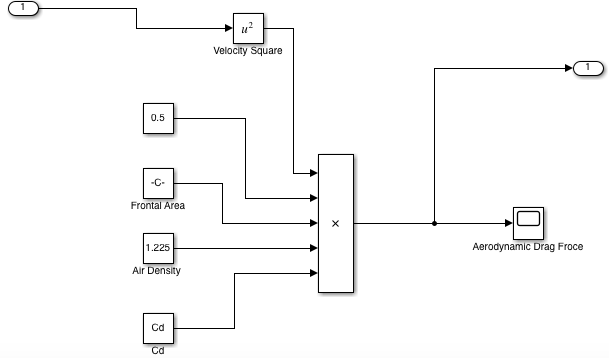 1
u²
Velocity Square
1
0.5
-C-
Frontal Area
×
Aerodynamic Drag Froce
1.225
Air Density
Cd
Cd